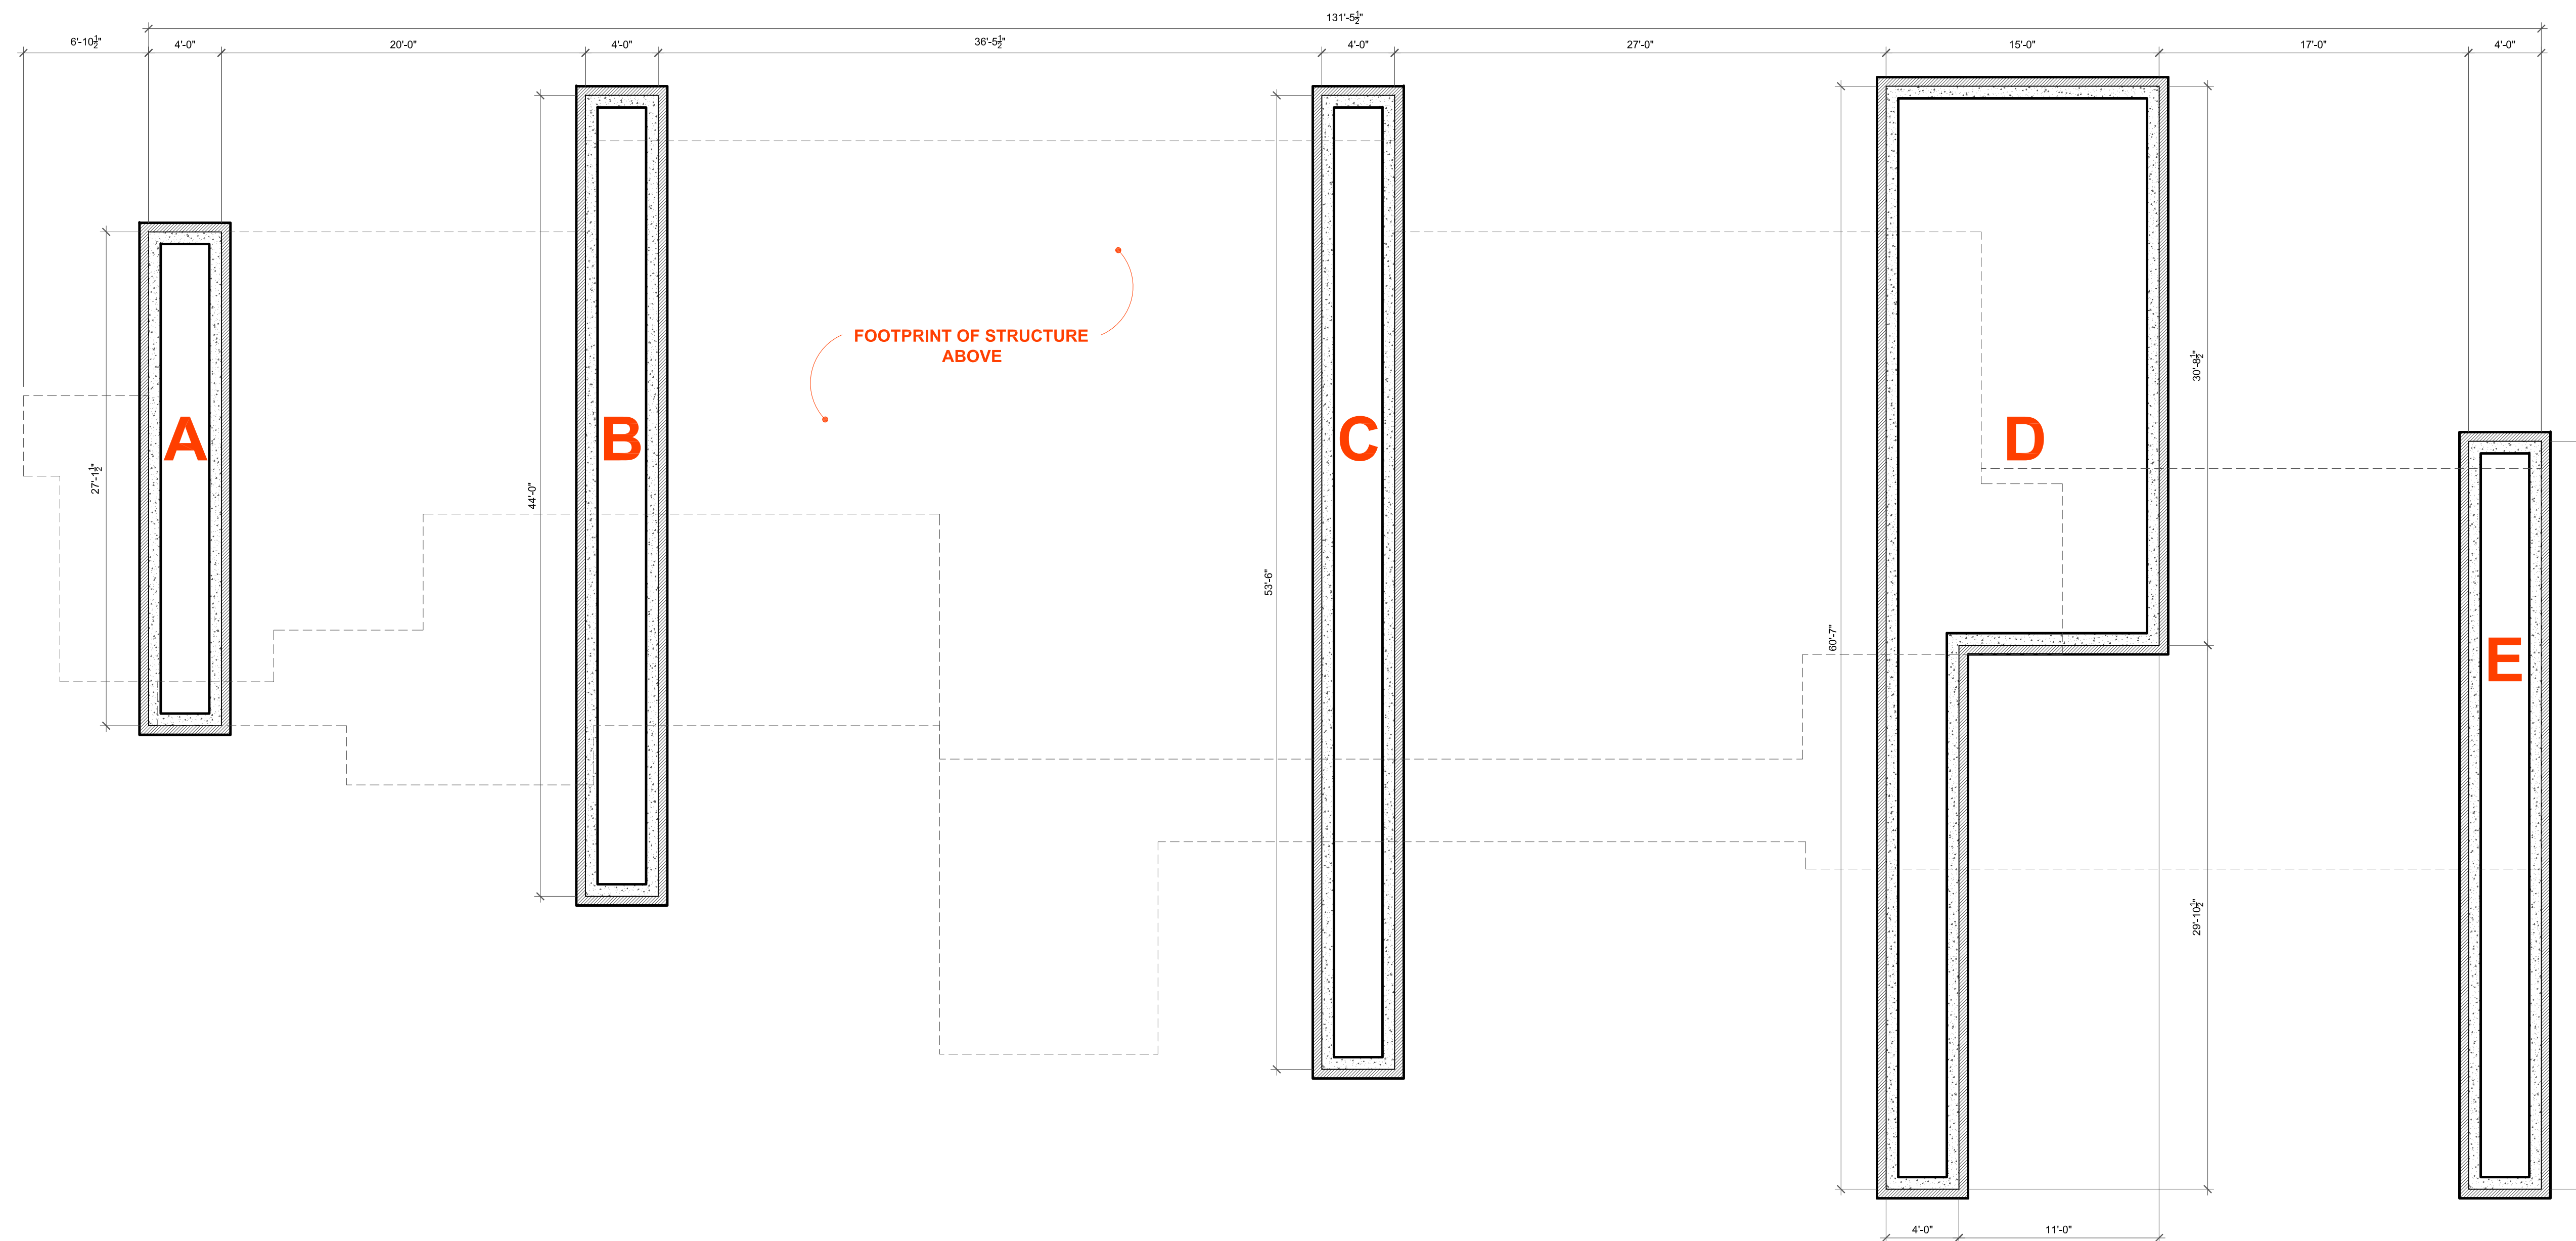 131'-5½"
6'-10½" 4'-0" 20'-0" 4'-0" 36'-5½" 4'-0" 27'-0" 15'-0" 17'-0" 4'-0"
FOOTPRINT OF STRUCTURE
ABOVE
A
B
C
D
E
27'-1½"
44'-0"
53'-6"
60'-7"
30'-8½"
29'-10½"
4'-0" 11'-0"